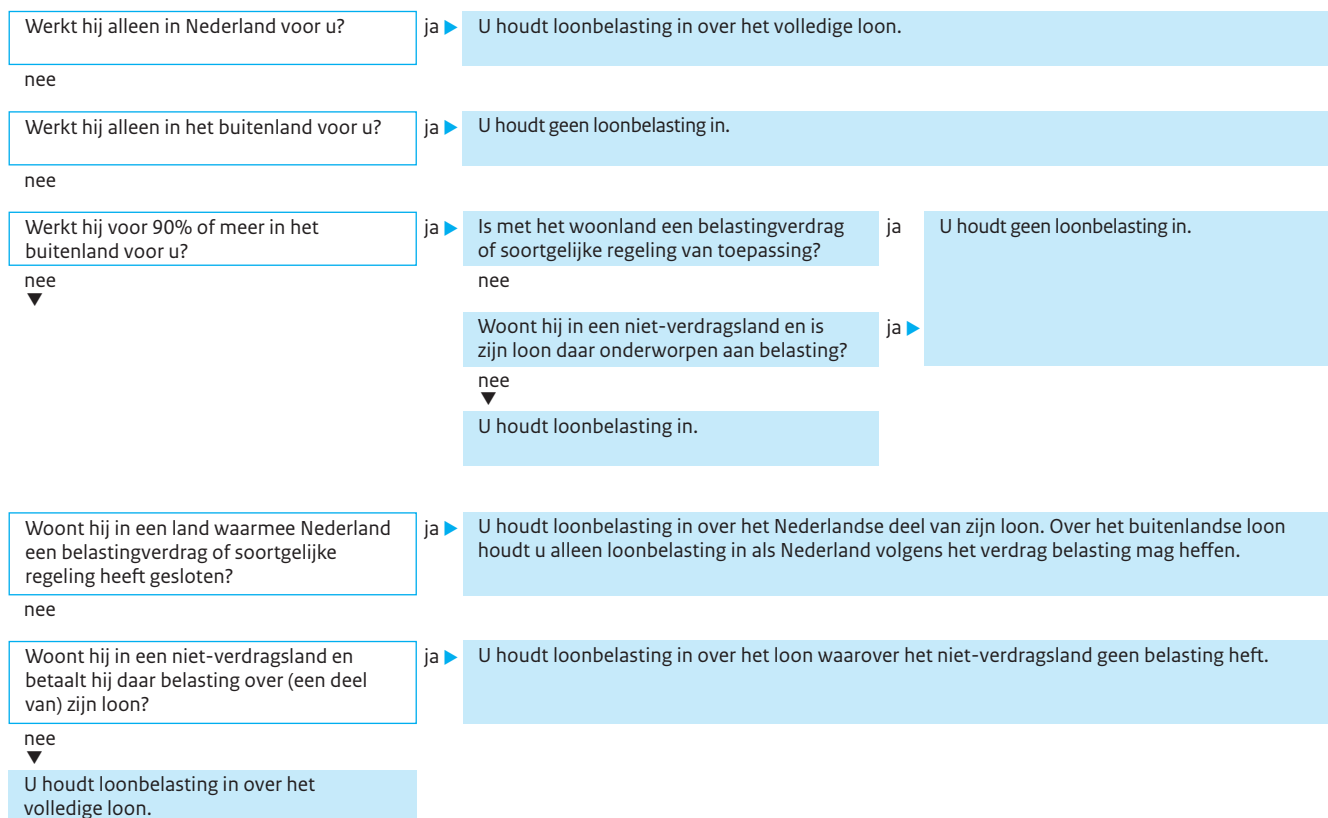 Werkt hij alleen in Nederland voor u?
ja
U houdt loonbelasting in over het volledige loon.
nee
Werkt hij alleen in het buitenland voor u?
ja
U houdt geen loonbelasting in.
nee
Werkt hij voor 90% of meer in het
buitenland voor u?
ja
Is met het woonland een belastingverdrag
of soortgelijke regeling van toepassing?
ja
U houdt geen loonbelasting in.
nee
nee
Woont hij in een niet-verdragsland en is
zijn loon daar onderworpen aan belasting?
ja
nee
U houdt loonbelasting in.
Woont hij in een land waarmee Nederland
een belastingverdrag of soortgelijke
regeling heeft gesloten?
ja
U houdt loonbelasting in over het Nederlandse deel van zijn loon. Over het buitenlandse loon
houdt u alleen loonbelasting in als Nederland volgens het verdrag belasting mag heffen.
nee
Woont hij in een niet-verdragsland en
betaalt hij daar belasting over (een deel
van) zijn loon?
ja
U houdt loonbelasting in over het loon waarover het niet-verdragsland geen belasting heft.
nee
U houdt loonbelasting in over het
volledige loon.